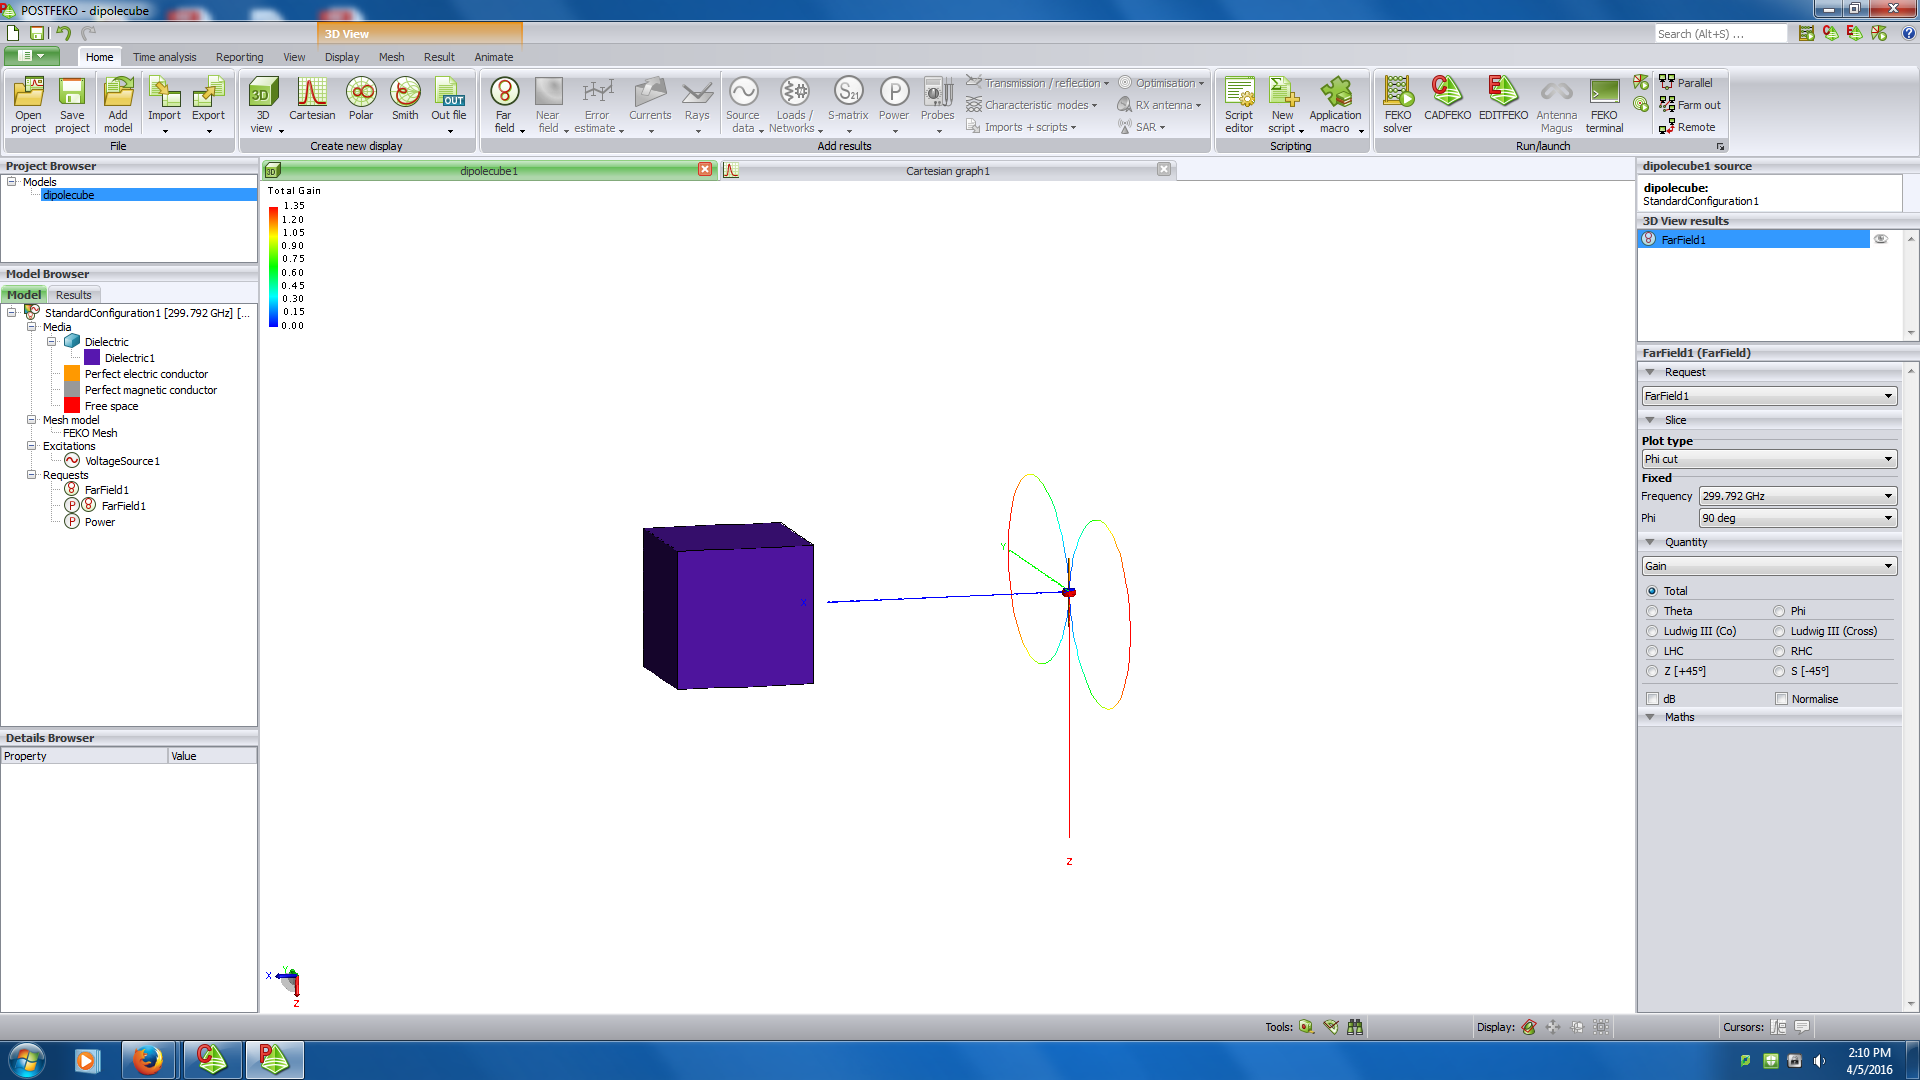 POSTFEKO - dipolecube
3D View
Search (Alt+S) ...
Home Time analysis Reporting View Display Mesh Result Animate
Open project
Save project
Add model
Import
Export
3D view
Cartesian
Polar
Smith
Out file
Far field
Near field
Error estimate
Currents
Rays
Source data
Loads / Networks
S-matrix
Power
Probes
Transmission / reflection
Characteristic modes
Imports + scripts
Optimisation
RX antenna
SAR
Script editor
New script
Application macro
FEKO solver
CADFEKO
EDITFEKO
Antenna Magus
FEKO terminal
Parallel
Farm out
Remote
File
Create new display
Add results
Scripting
Run/launch
Project Browser
Models
dipolecube
Model Browser
Model Results
StandardConfiguration1 [299.792 GHz] [...
Media
Dielectric
Dielectric1
Perfect electric conductor
Perfect magnetic conductor
Free space
Mesh model
FEKO Mesh
Excitations
VoltageSource1
Requests
FarField1
FarField1
Power
Details Browser
Property Value
dipolecube1
Cartesian graph1
Total Gain
1.35
1.20
1.05
0.90
0.75
0.60
0.45
0.30
0.15
0.00
Y
X
Z
X
Y
Z
dipolecube1 source
dipolecube:
StandardConfiguration1
3D View results
FarField1
FarField1 (FarField)
Request
FarField1
Slice
Plot type
Phi cut
Fixed
Frequency 299.792 GHz
Phi 90 deg
Quantity
Gain
Total
Theta Phi
Ludwig III (Co) Ludwig III (Cross)
LHC RHC
Z [+45°] S [-45°]
dB Normalise
Maths
Tools: Display: Cursors:
2:10 PM
4/5/2016